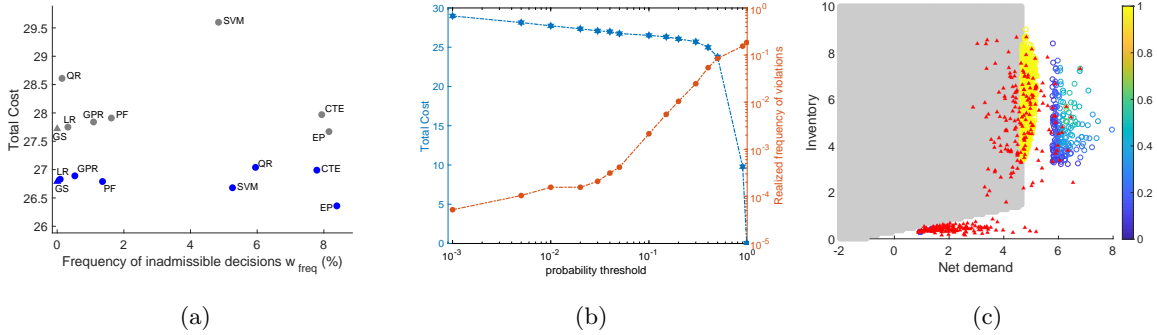 29.5
29
28.5
28
27.5
27
26.5
26
Total Cost
SVM
QR
LR
GS
GPR
PF
CTE
EP
LR
GS
GPR
PF
QR
SVM
CTE
EP
0
2
4
6
8
Frequency of inadmissible decisions w_freq (%)
(a)
30
25
20
15
10
5
0
Total Cost
10^-3
10^-2
10^-1
10^0
probability threshold
10^0
10^-1
10^-2
10^-3
10^-4
10^-5
Realized frequency of violations
(b)
10
8
6
4
2
0
Inventory
-2
0
2
4
6
8
Net demand
1
0.8
0.6
0.4
0.2
0
(c)